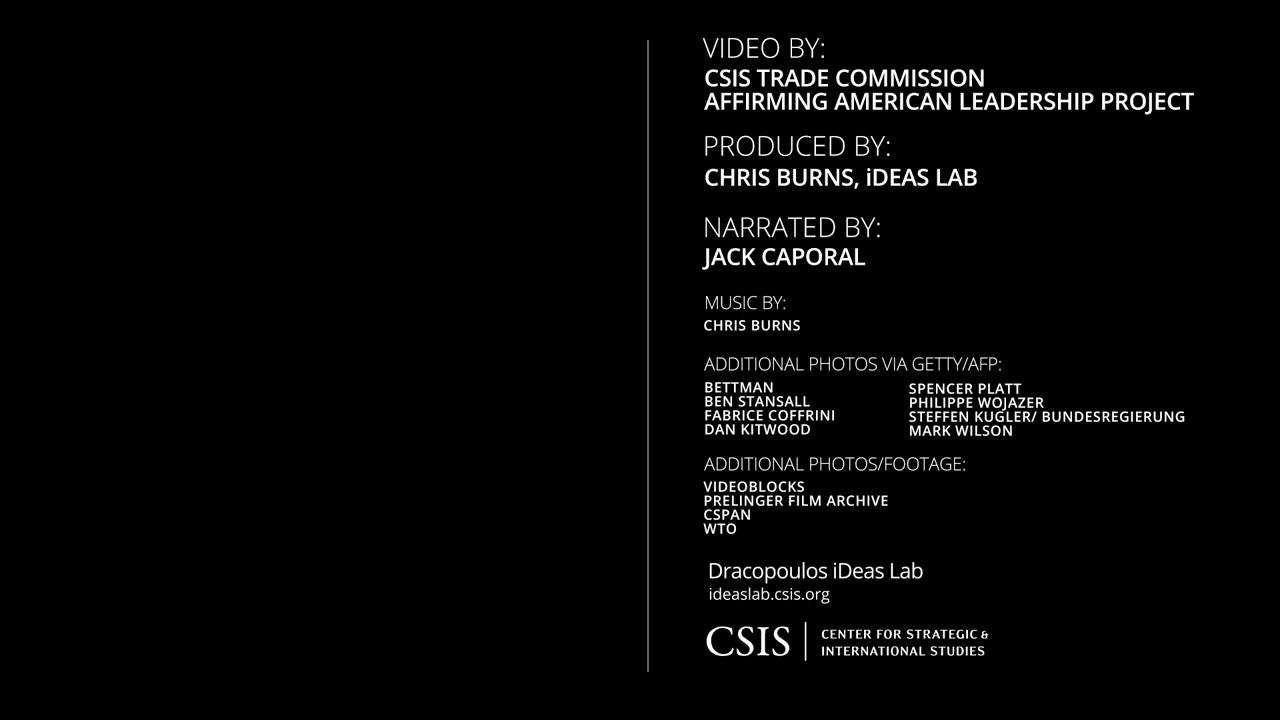 VIDEO BY:
CSIS TRADE COMMISSION
AFFIRMING AMERICAN LEADERSHIP PROJECT
PRODUCED BY:
CHRIS BURNS, iDEAS LAB
NARRATED BY:
JACK CAPORAL
MUSIC BY:
CHRIS BURNS
ADDITIONAL PHOTOS VIA GETTY/AFP:
BETTMAN
BEN STANSALL
FABRICE COFFRINI
DAN KITWOOD
SPENCER PLATT
PHILIPPE WOJAZER
STEFFEN KUGLER/ BUNDESREGIERUNG
MARK WILSON
ADDITIONAL PHOTOS/FOOTAGE:
VIDEOBLOCKS
PRELINGER FILM ARCHIVE
CSPAN
WTO
Dracopoulos iDeas Lab
ideaslab.csis.org
CSIS
CENTER FOR STRATEGIC &
INTERNATIONAL STUDIES